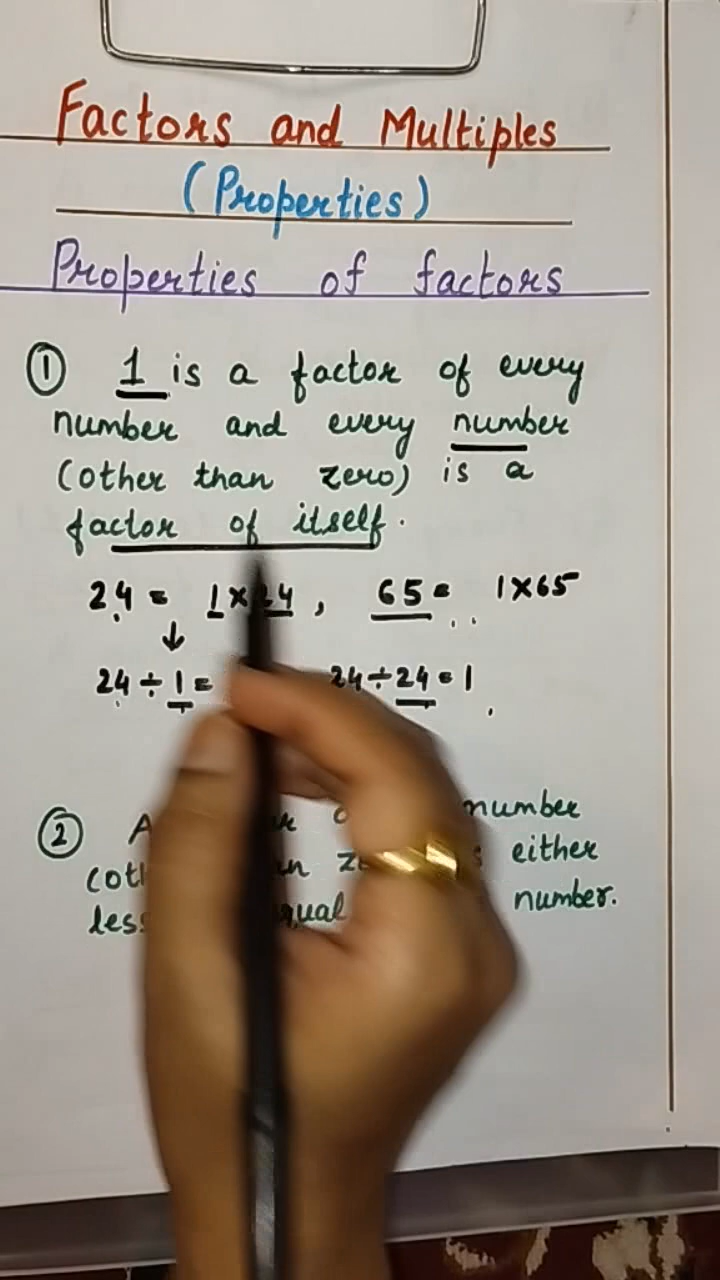 Factors and Multiples
(Properties)
Properties of factors
① 1 is a factor of every
number and every number
(other than zero) is a
factor of itself.
24 = 1×24 , 65 = 1×65
↓
24 ÷ 1 = 24÷24 = 1
② number
either
number.